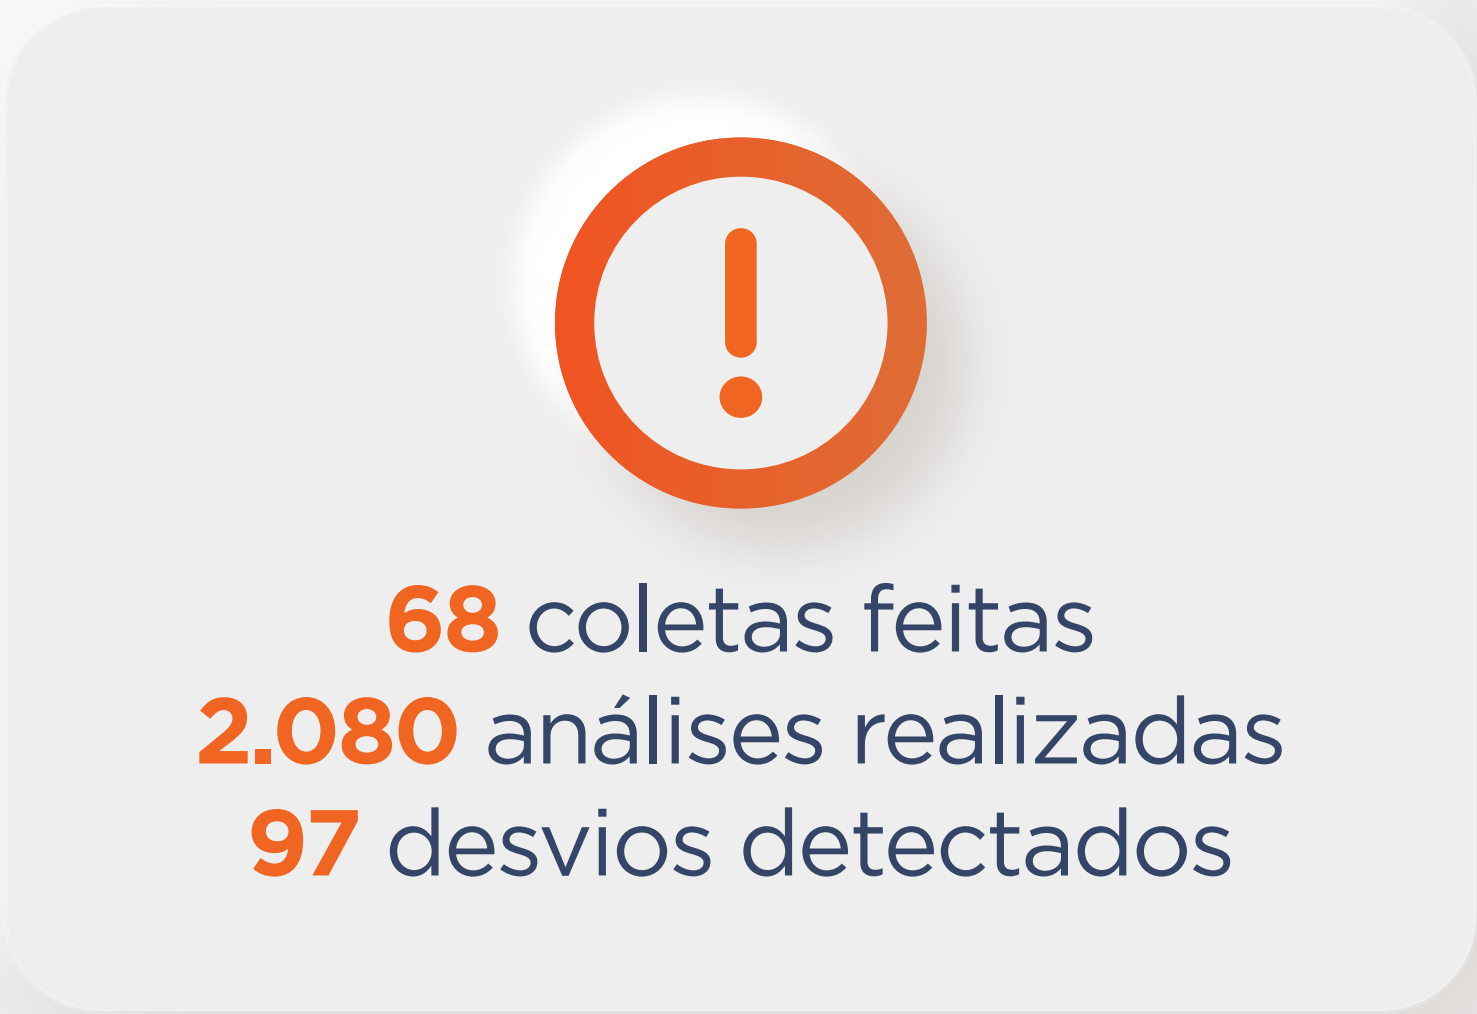 68 coletas feitas
2.080 análises realizadas
97 desvios detectados